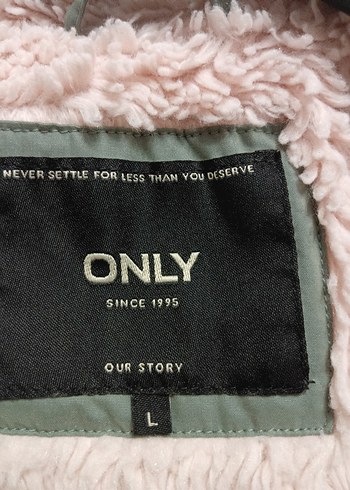 NEVER SETTLE FOR LESS THAN YOU DESERVE
ONLY
SINCE 1995
OUR STORY
L